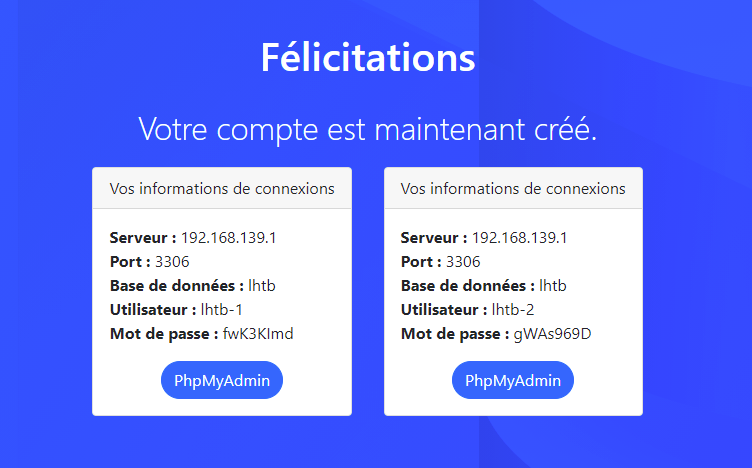 Félicitations
Votre compte est maintenant créé.
Vos informations de connexions
Serveur : 192.168.139.1
Port : 3306
Base de données : lhtb
Utilisateur : lhtb-1
Mot de passe : fwK3KImd
PhpMyAdmin
Vos informations de connexions
Serveur : 192.168.139.1
Port : 3306
Base de données : lhtb
Utilisateur : lhtb-2
Mot de passe : gWAs969D
PhpMyAdmin